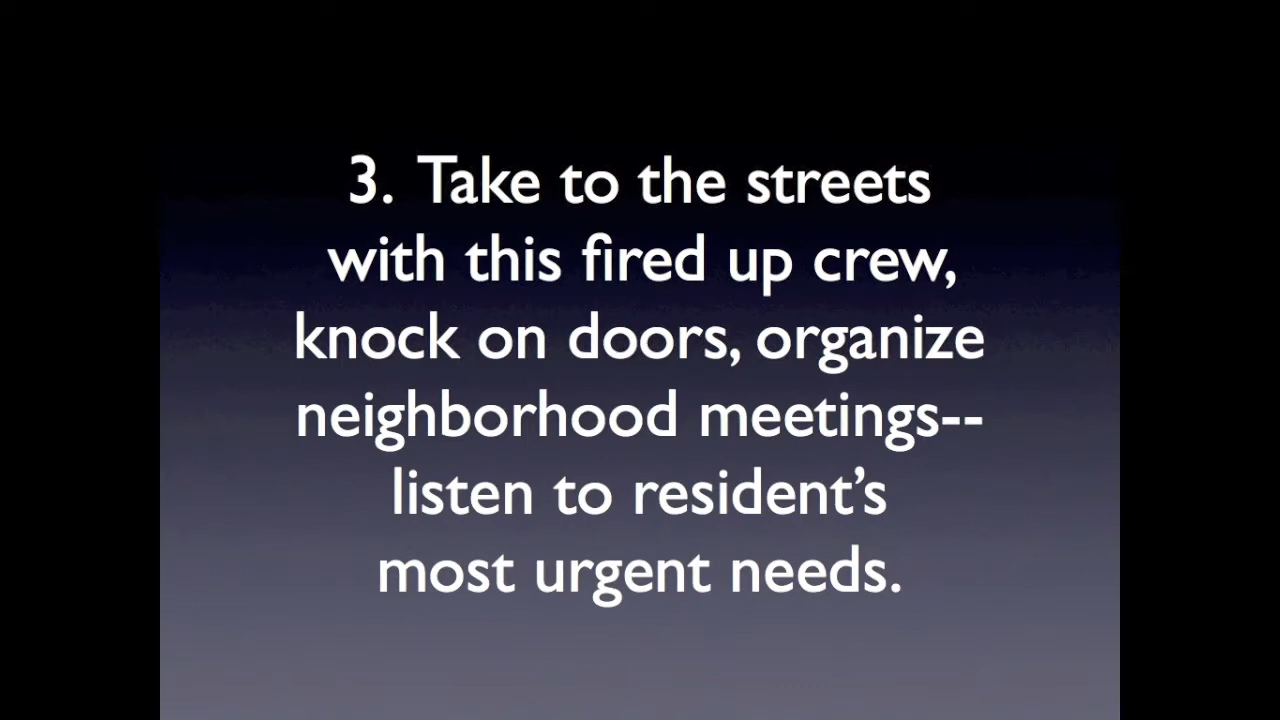 3. Take to the streets
with this fired up crew,
knock on doors, organize
neighborhood meetings--
listen to resident’s
most urgent needs.